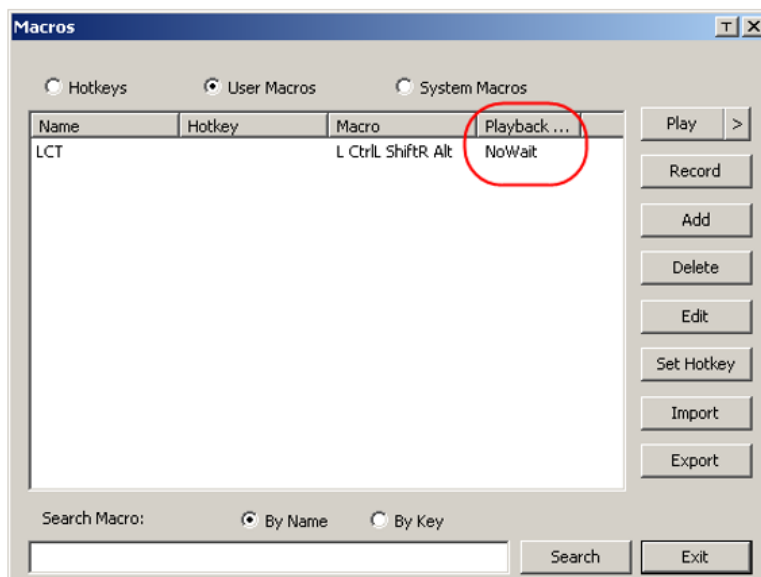 Macros
Hotkeys User Macros System Macros
Name Hotkey Macro Playback ...
LCT L CtrlL ShiftR Alt NoWait
Play >
Record
Add
Delete
Edit
Set Hotkey
Import
Export
Search Macro: By Name By Key
Search Exit